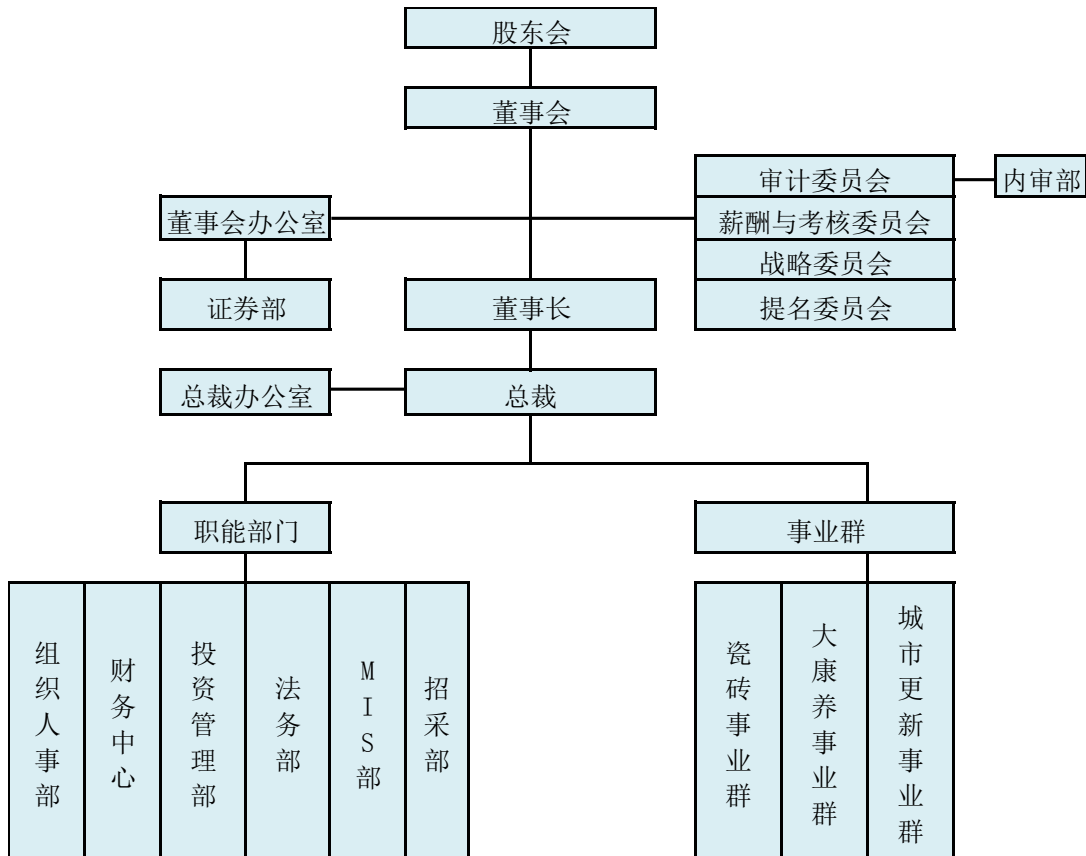 股东会
董事会
审计委员会
内审部
董事会办公室
薪酬与考核委员会
战略委员会
证券部
董事长
提名委员会
总裁办公室
总裁
职能部门
事业群
组织人事部
财务中心
投资管理部
法务部
MIS部
招采部
瓷砖事业群
大康养事业群
城市更新事业群